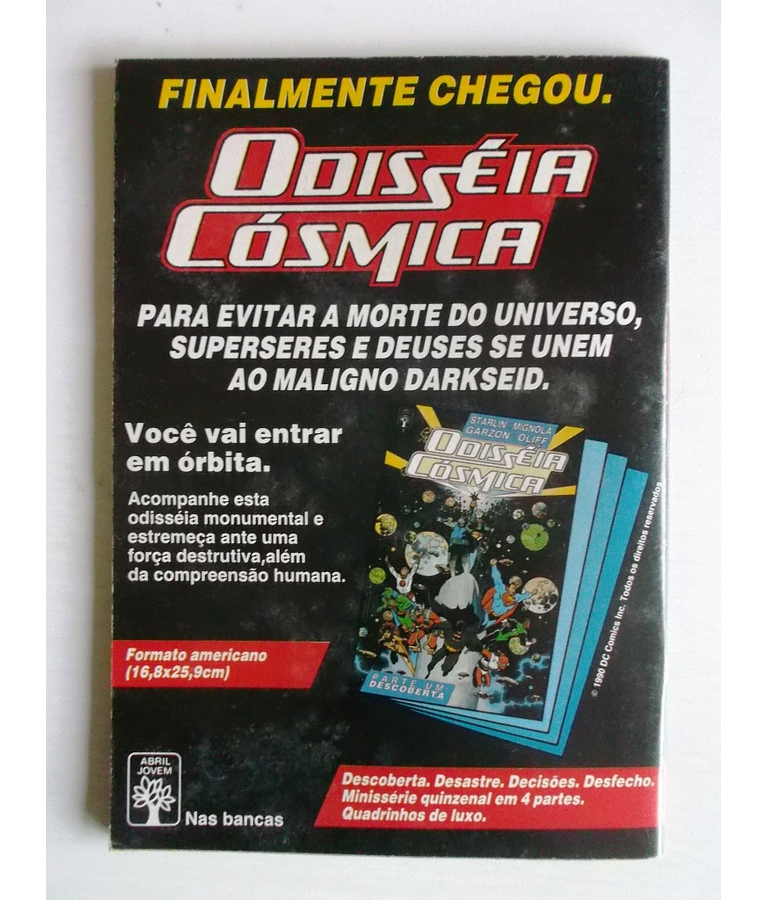 FINALMENTE CHEGOU.
ODISSÉIA
CÓSMICA
PARA EVITAR A MORTE DO UNIVERSO,
SUPERSERES E DEUSES SE UNEM
AO MALIGNO DARKSEID.
Você vai entrar
em órbita.
Acompanhe esta
odisséia monumental e
estremeça ante uma
força destrutiva,além
da compreensão humana.
STARLIN MIGNOLA
GARZON OLIFF
ODISSÉIA
CÓSMICA
PARTE UM
DESCOBERTA
© 1990 DC Comics Inc. Todos os direitos reservados
Formato americano
(16,8x25,9cm)
ABRIL
JOVEM
Nas bancas
Descoberta. Desastre. Decisões. Desfecho.
Minissérie quinzenal em 4 partes.
Quadrinhos de luxo.